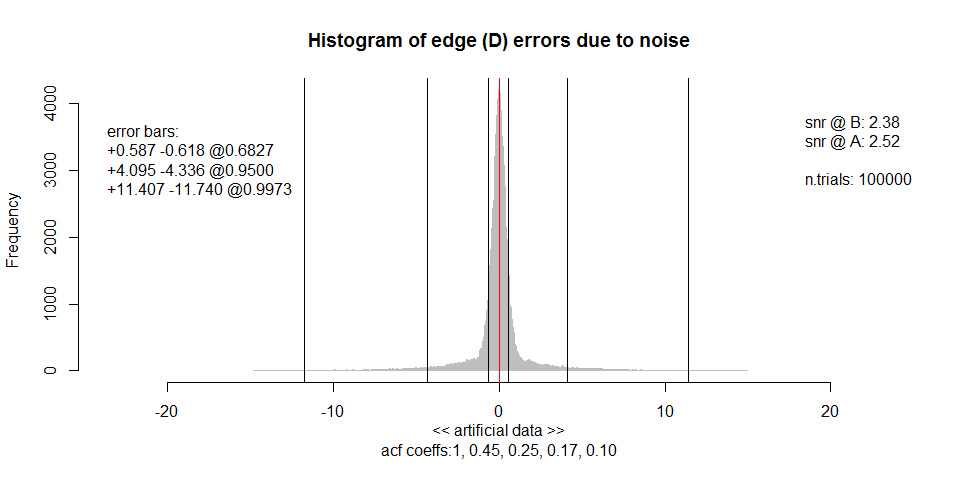 Histogram of edge (D) errors due to noise
error bars:
+0.587 -0.618 @0.6827
+4.095 -4.336 @0.9500
+11.407 -11.740 @0.9973
snr @ B: 2.38
snr @ A: 2.52
n.trials: 100000
Frequency
4000
3000
2000
1000
0
-20 -10 0 10 20
<< artificial data >>
acf coeffs:1, 0.45, 0.25, 0.17, 0.10